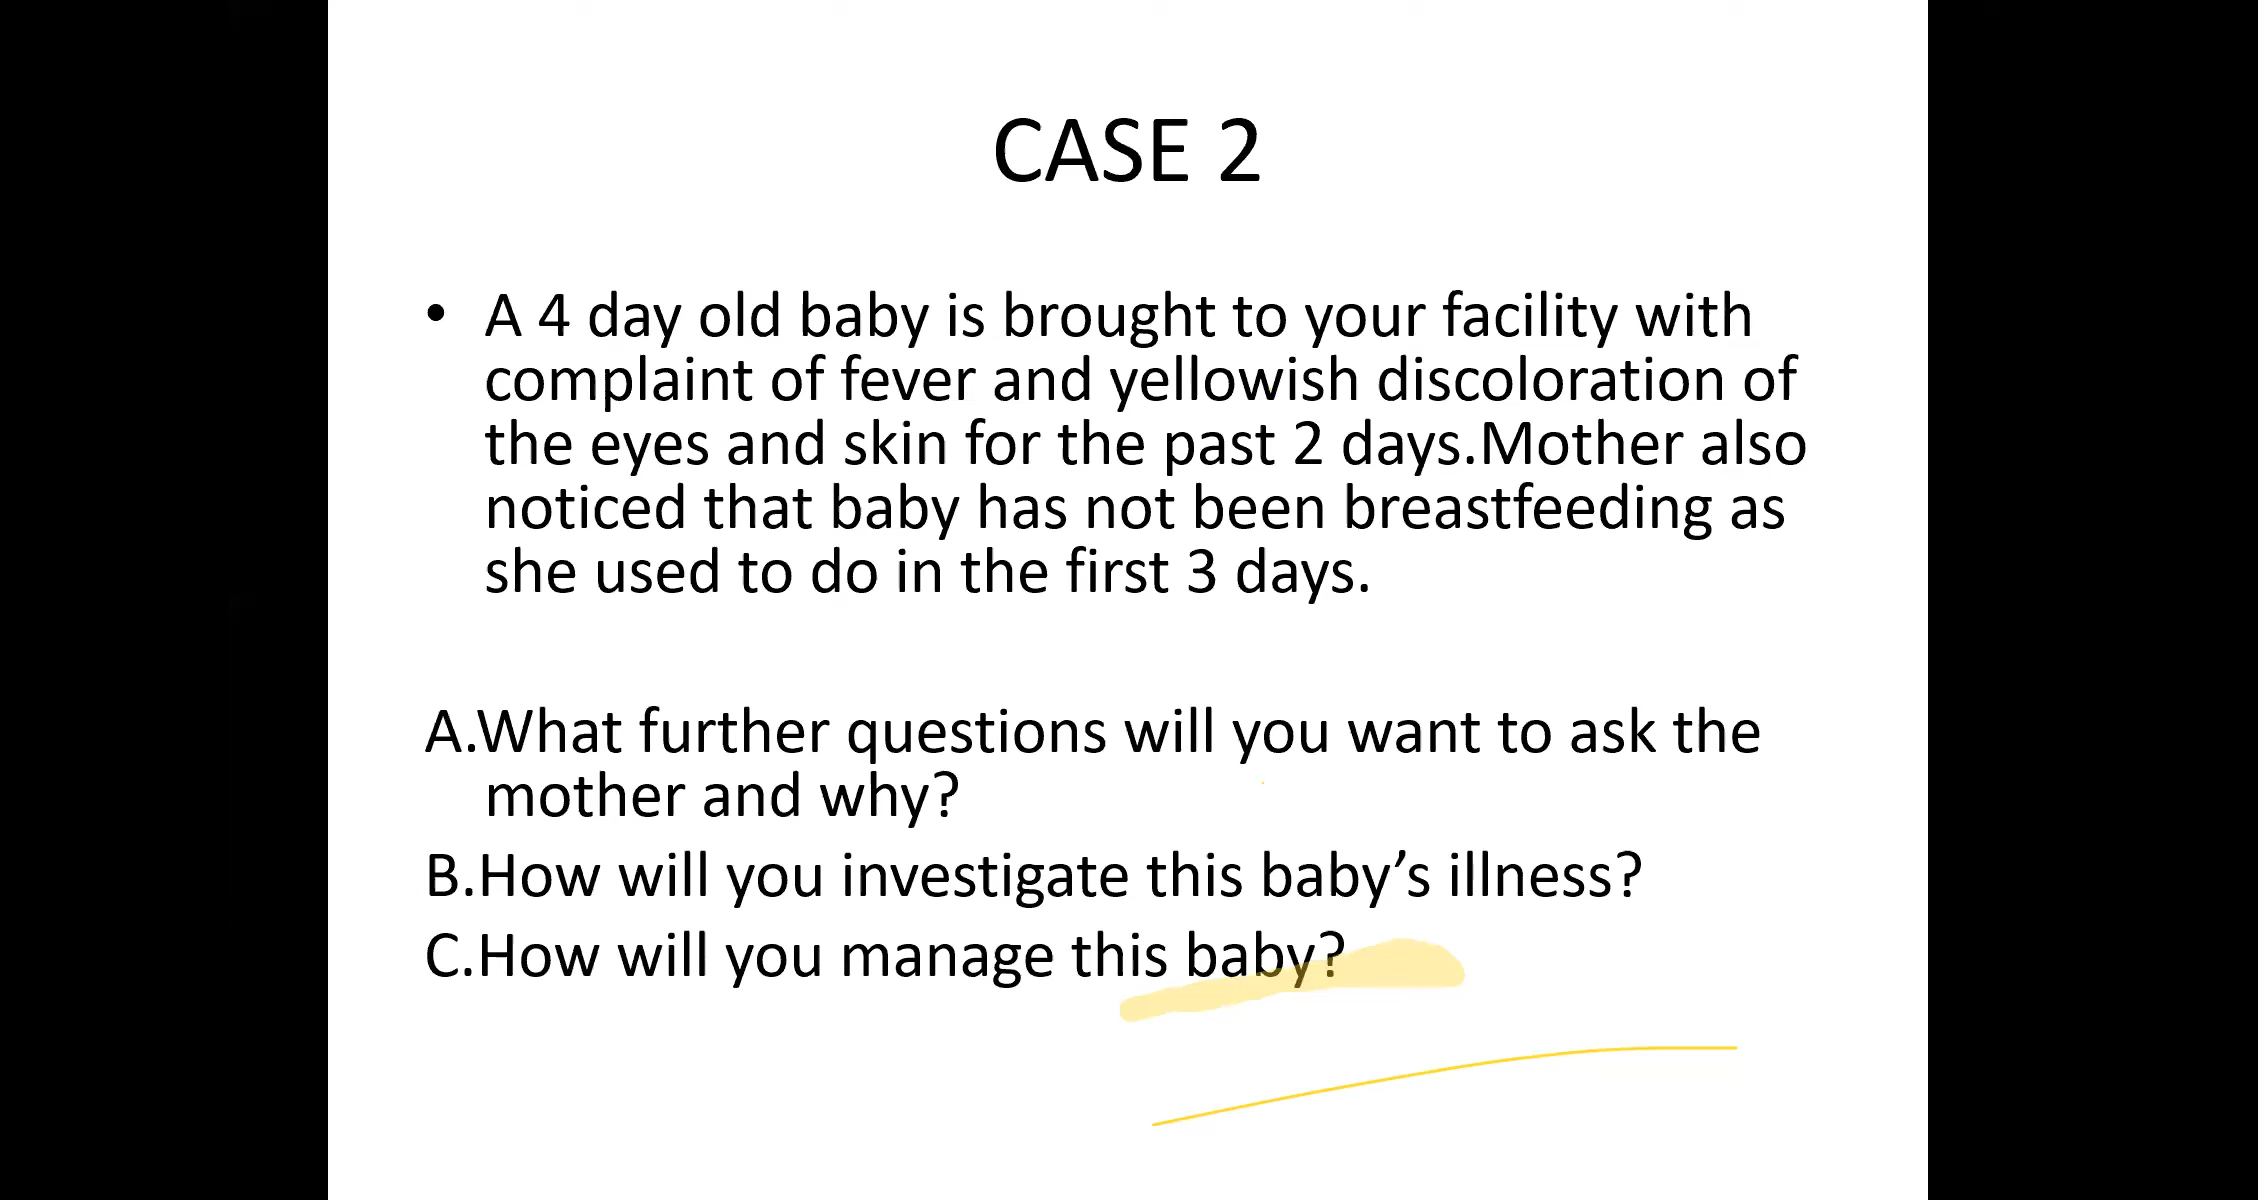 CASE 2
• A 4 day old baby is brought to your facility with
complaint of fever and yellowish discoloration of
the eyes and skin for the past 2 days.Mother also
noticed that baby has not been breastfeeding as
she used to do in the first 3 days.
A.What further questions will you want to ask the
mother and why?
B.How will you investigate this baby’s illness?
C.How will you manage this baby?